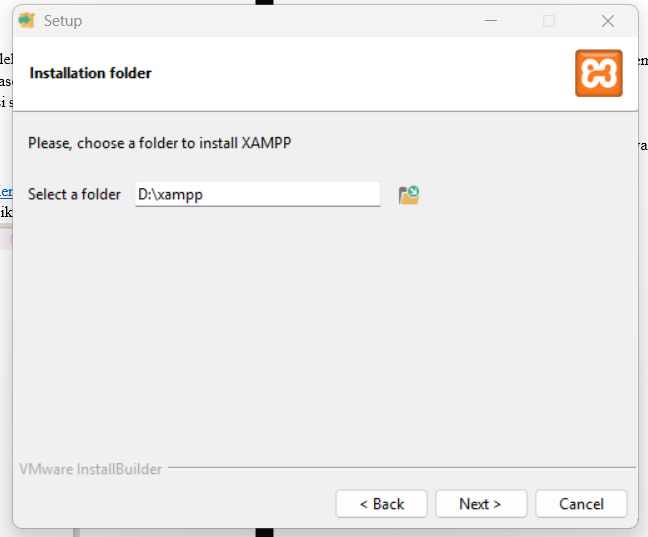 Setup
Installation folder
Please, choose a folder to install XAMPP
Select a folder D:\xampp
VMware InstallBuilder
< Back Next > Cancel